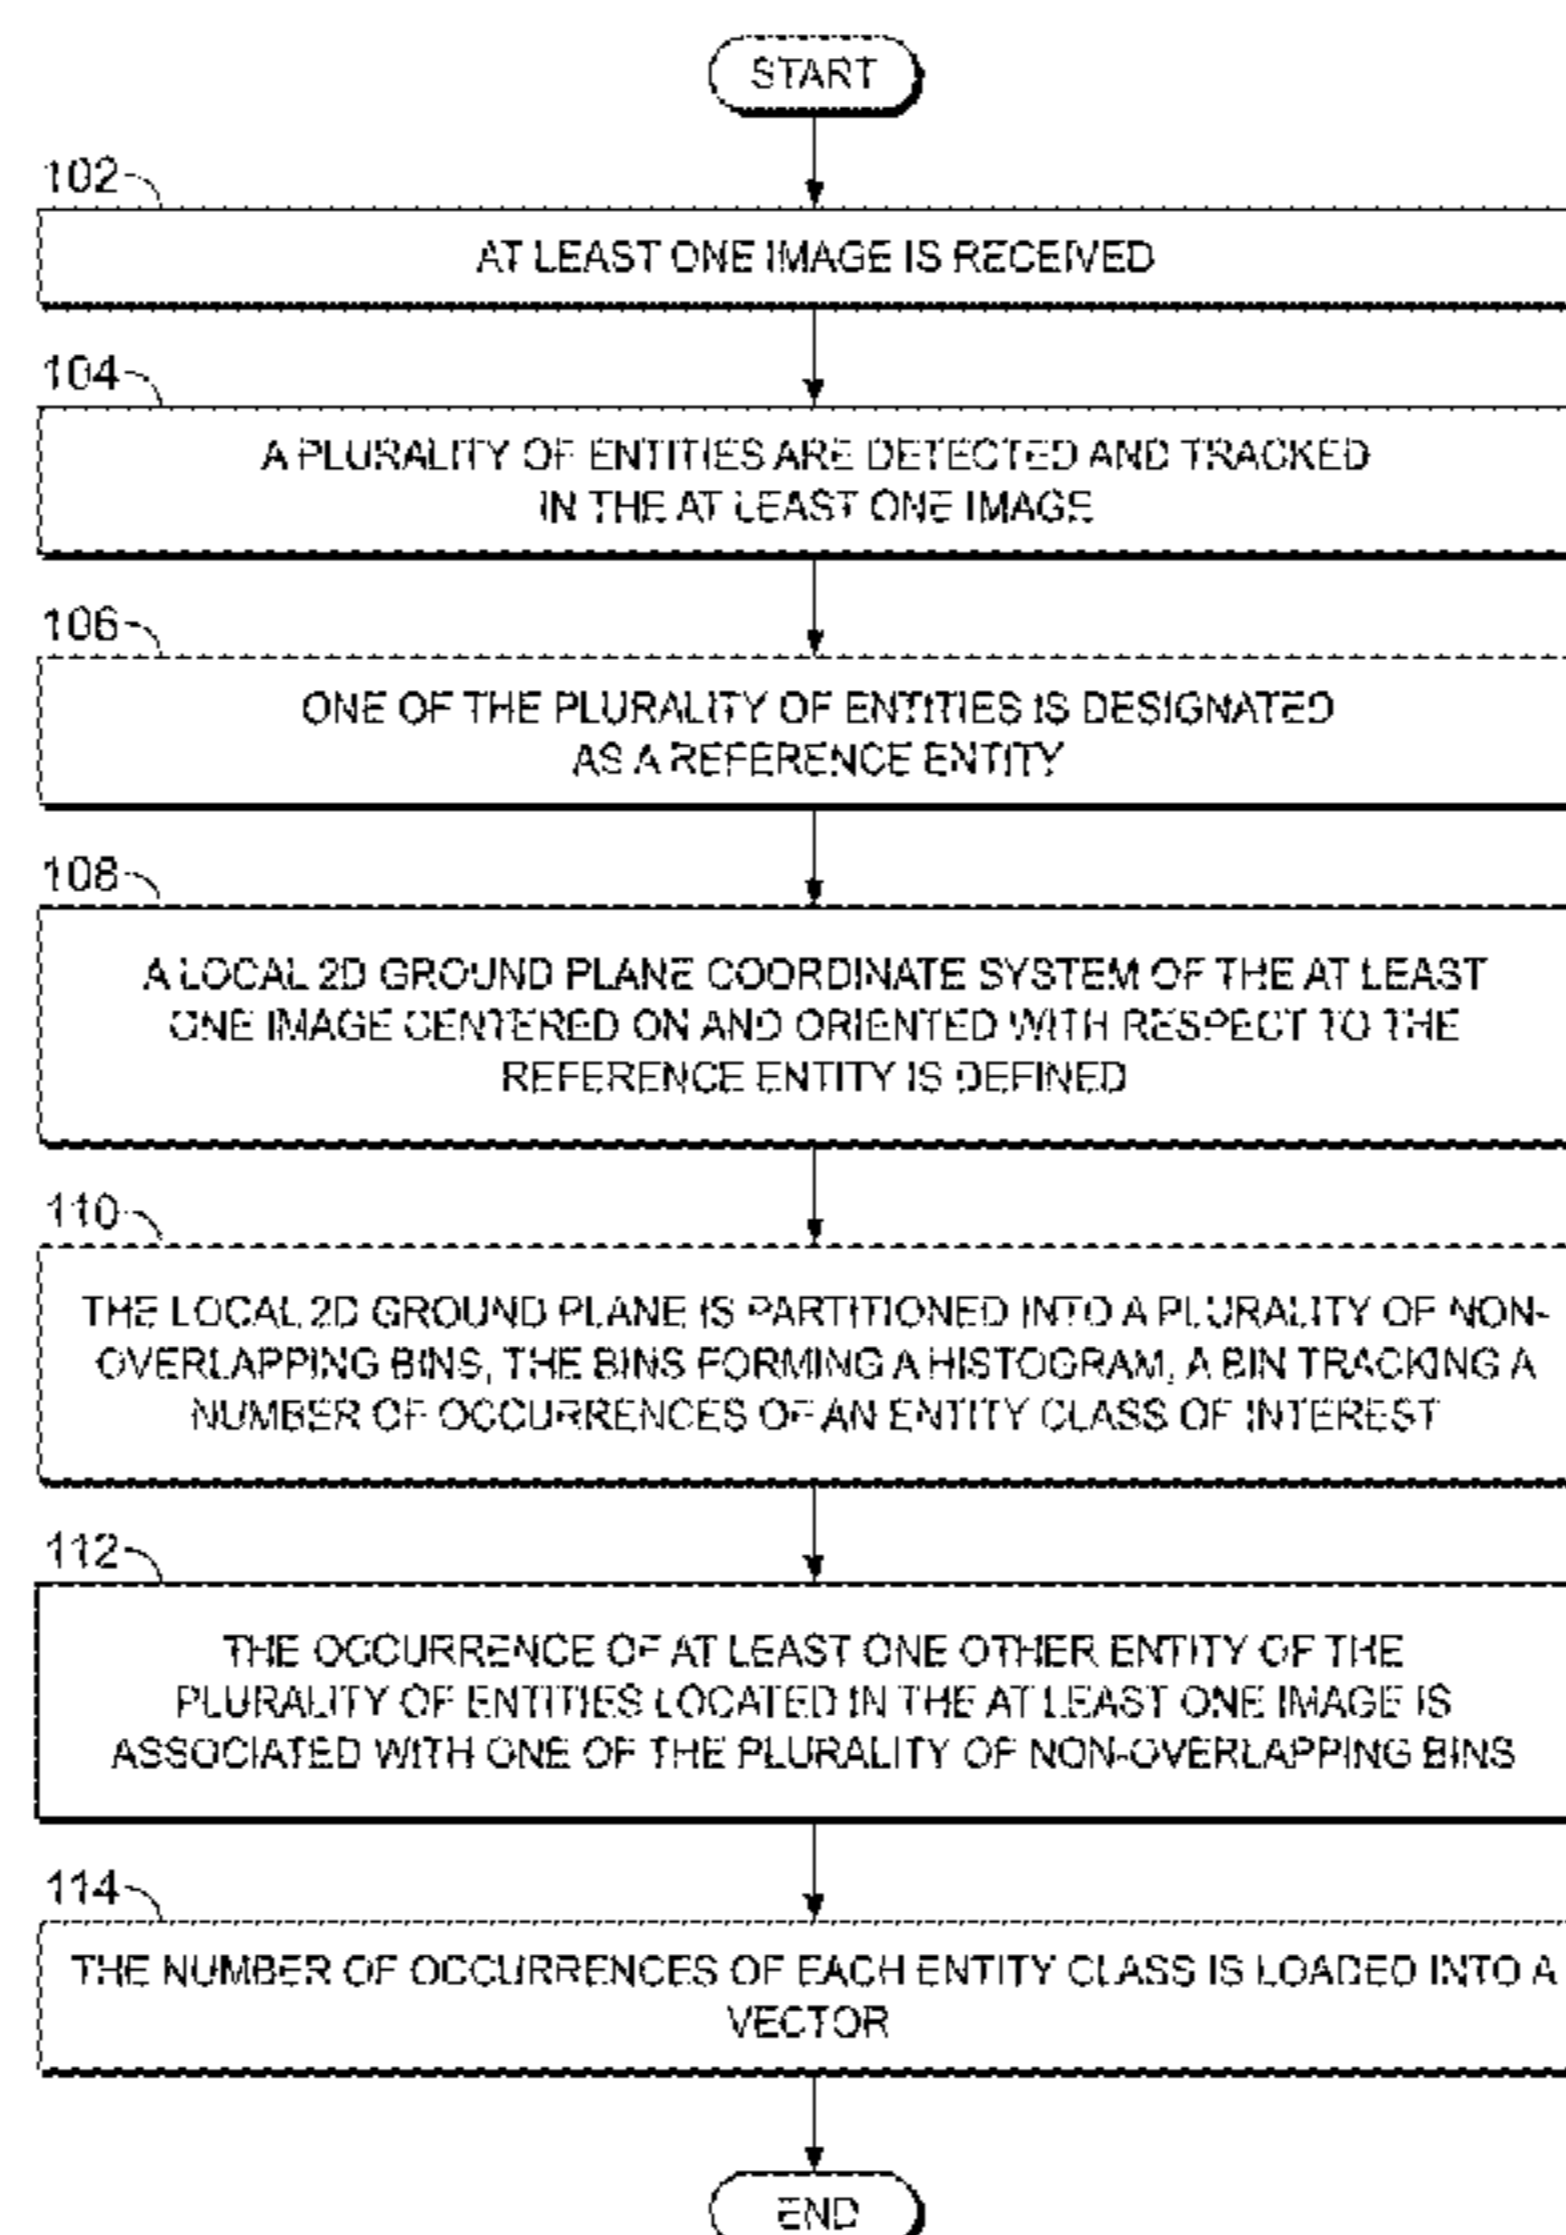 START
102
AT LEAST ONE IMAGE IS RECEIVED
104
A PLURALITY OF ENTITIES ARE DETECTED AND TRACKED
IN THE AT LEAST ONE IMAGE
106
ONE OF THE PLURALITY OF ENTITIES IS DESIGNATED
AS A REFERENCE ENTITY
108
A LOCAL 2D GROUND PLANE COORDINATE SYSTEM OF THE AT LEAST
ONE IMAGE CENTERED ON AND ORIENTED WITH RESPECT TO THE
REFERENCE ENTITY IS DEFINED
110
THE LOCAL 2D GROUND PLANE IS PARTITIONED INTO A PLURALITY OF NON-
OVERLAPPING BINS, THE BINS FORMING A HISTOGRAM, A BIN TRACKING A
NUMBER OF OCCURRENCES OF AN ENTITY CLASS OF INTEREST
112
THE OCCURRENCE OF AT LEAST ONE OTHER ENTITY OF THE
PLURALITY OF ENTITIES LOCATED IN THE AT LEAST ONE IMAGE IS
ASSOCIATED WITH ONE OF THE PLURALITY OF NON-OVERLAPPING BINS
114
THE NUMBER OF OCCURRENCES OF EACH ENTITY CLASS IS LOADED INTO A
VECTOR
END